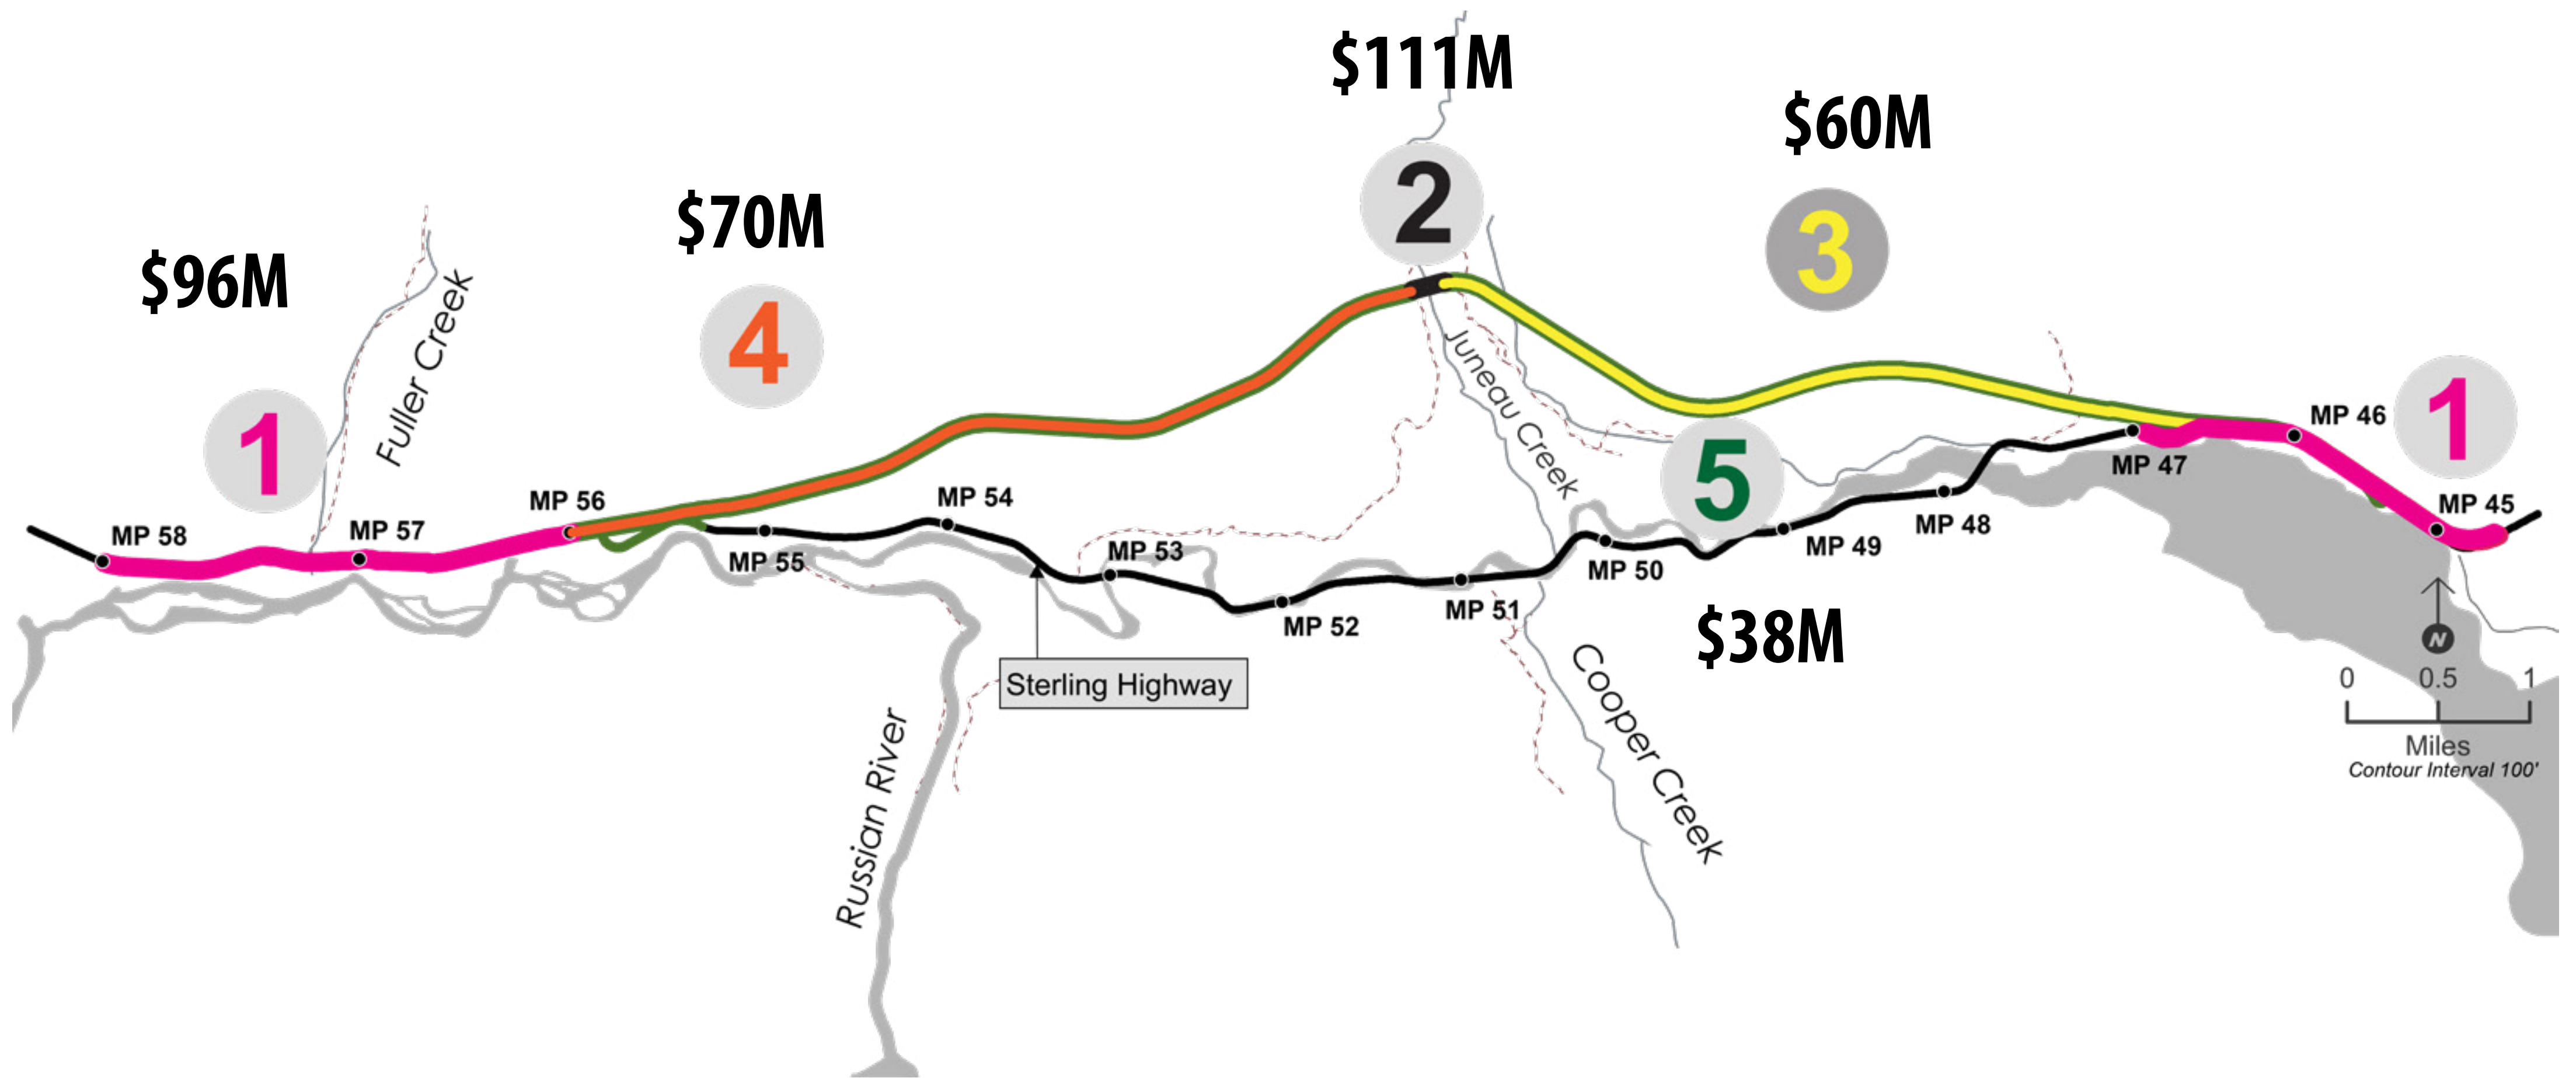 $111M
$60M
2
$70M
3
$96M
4
Fuller Creek
1
Juneau Creek
MP 46
1
5
MP 47
MP 56
MP 54
MP 45
MP 58
MP 57
MP 48
MP 55
MP 53
MP 49
MP 50
MP 51
MP 52
$38M
N
Sterling Highway
Cooper Creek
0 0.5 1
Miles
Contour Interval 100'
Russian River